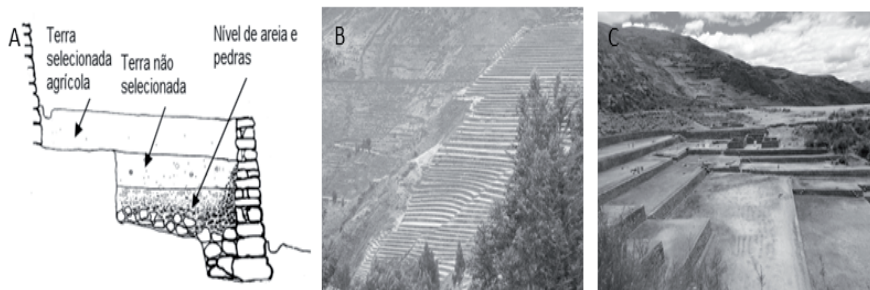 A
Terra
selecionada
agrícola
Terra não
selecionada
Nível de areia e
pedras
B
C